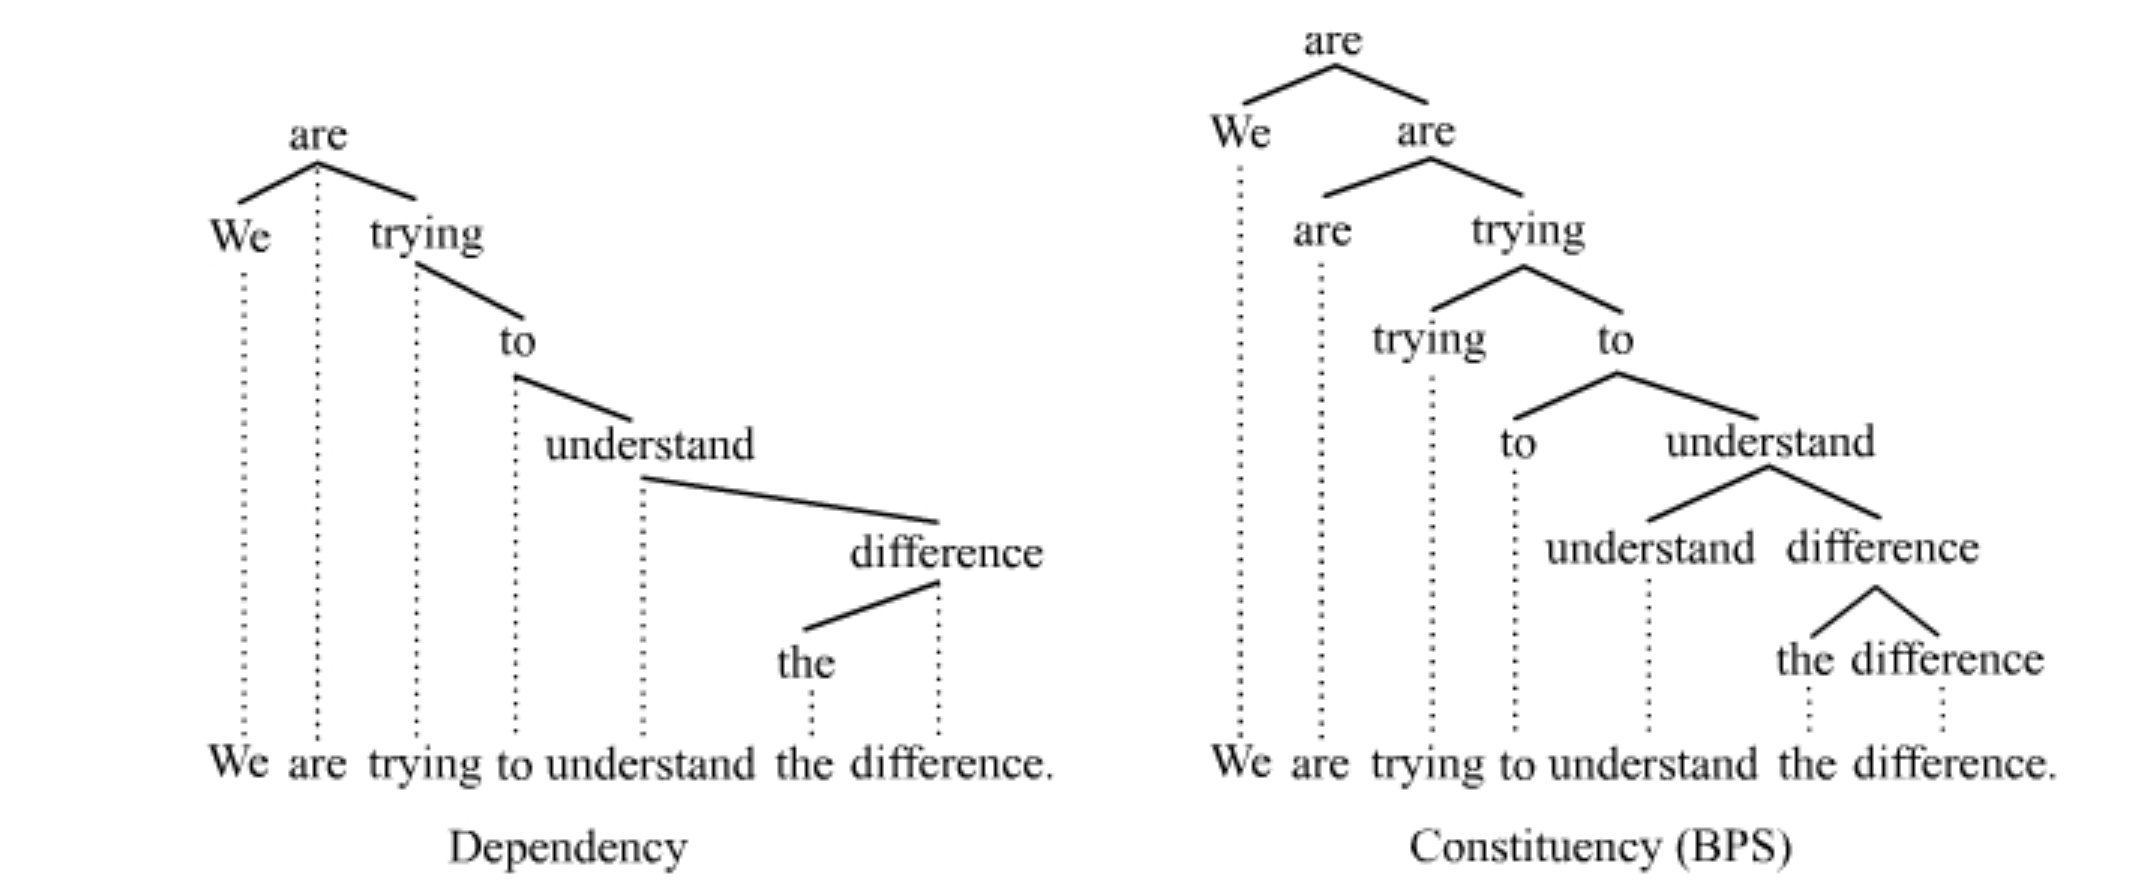 are
We trying
to
understand
difference
the
We are trying to understand the difference.
Dependency
are
We are
are trying
trying to
to understand
understand difference
the difference
We are trying to understand the difference.
Constituency (BPS)